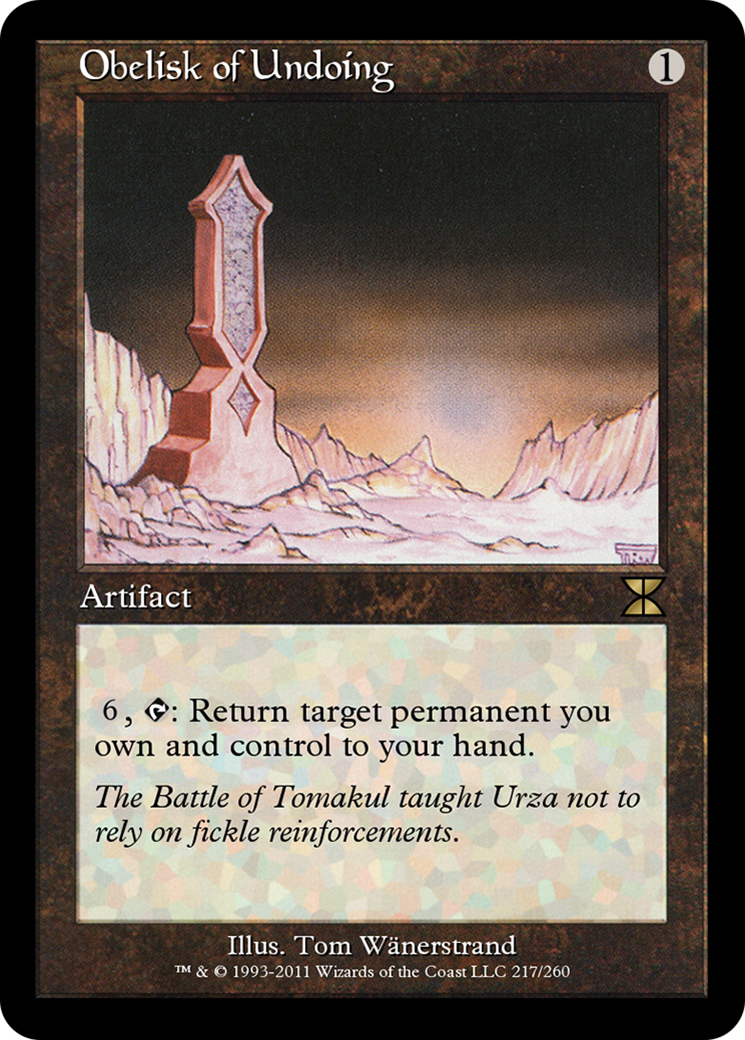 Obelisk of Undoing
1
Artifact
6, : Return target permanent you
own and control to your hand.
The Battle of Tomakul taught Urza not to
rely on fickle reinforcements.
Illus. Tom Wänerstrand
™ & © 1993-2011 Wizards of the Coast LLC 217/260